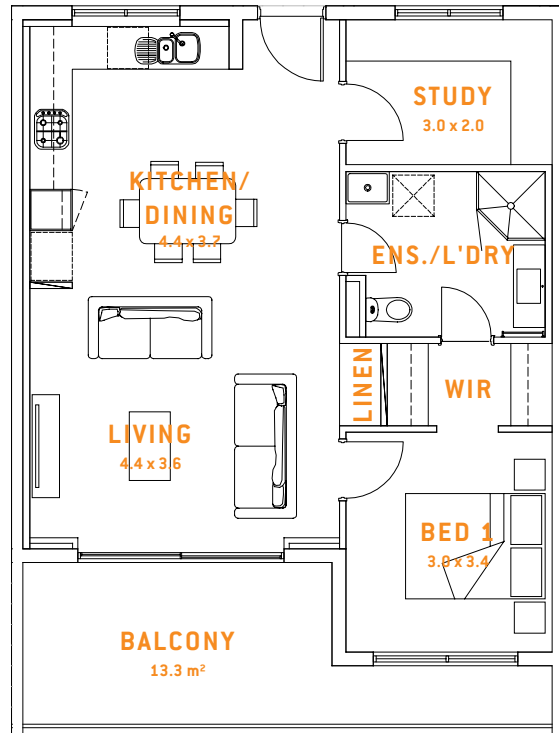 STUDY
3.0 x 2.0
KITCHEN/
DINING
4.4 x 3.7
ENS./L'DRY
LINEN
WIR
LIVING
4.4 x 3.6
BED 1
3.0 x 3.4
BALCONY
13.3 m²